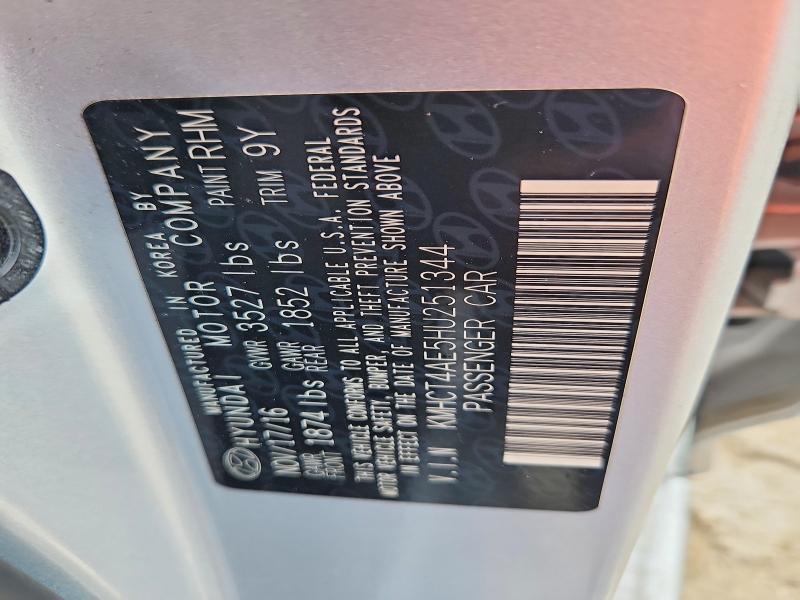 MANUFACTURED IN KOREA BY
HYUNDAI MOTOR COMPANY
NOV/17/16 GVWR 3527 lbs PAINT RHM
GAWR FRONT 1874 lbs GAWR REAR 1852 lbs TRIM 9Y
THIS VEHICLE CONFORMS TO ALL APPLICABLE U.S.A. FEDERAL
MOTOR VEHICLE SAFETY, BUMPER, AND THEFT PREVENTION STANDARDS
IN EFFECT ON THE DATE OF MANUFACTURE SHOWN ABOVE
V.I.N KMHCT4AE5HU251344
PASSENGER CAR